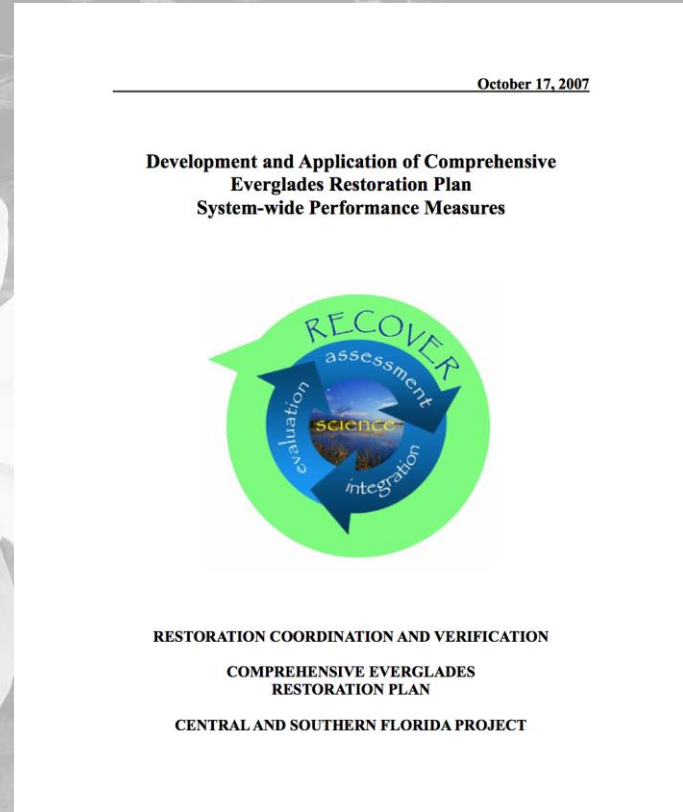 October 17, 2007
Development and Application of Comprehensive
Everglades Restoration Plan
System-wide Performance Measures
RECOVER
assessment
science
evaluation
integration
RESTORATION COORDINATION AND VERIFICATION
COMPREHENSIVE EVERGLADES
RESTORATION PLAN
CENTRAL AND SOUTHERN FLORIDA PROJECT